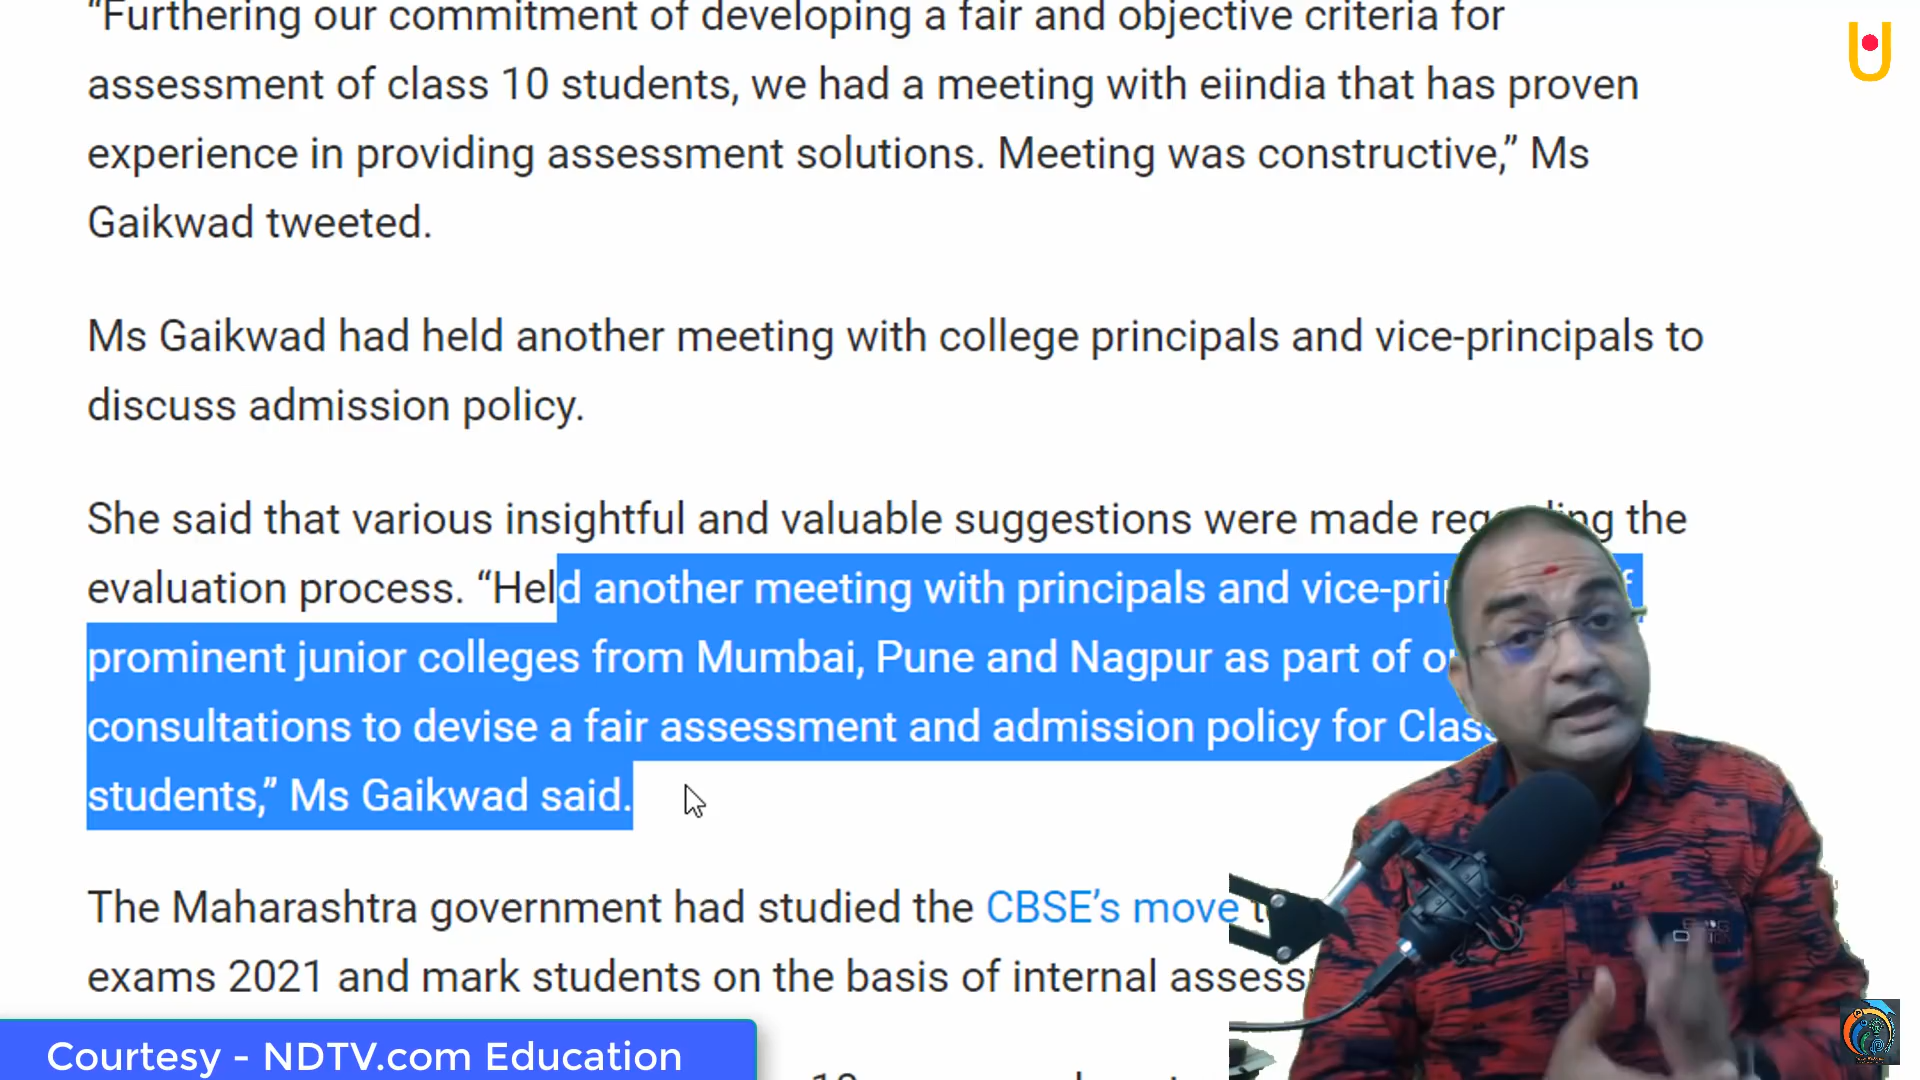 “Furthering our commitment of developing a fair and objective criteria for
assessment of class 10 students, we had a meeting with eiindia that has proven
experience in providing assessment solutions. Meeting was constructive,” Ms
Gaikwad tweeted.
Ms Gaikwad had held another meeting with college principals and vice-principals to
discuss admission policy.
She said that various insightful and valuable suggestions were made regarding the
evaluation process. “Held another meeting with principals and
prominent junior colleges from Mumbai, Pune and Nagpur as part of
consultations to devise a fair assessment and admission policy for
students,” Ms Gaikwad said.
The Maharashtra government had studied the CBSE’s move
exams 2021 and mark students on the basis of internal
Courtesy - NDTV.com Education